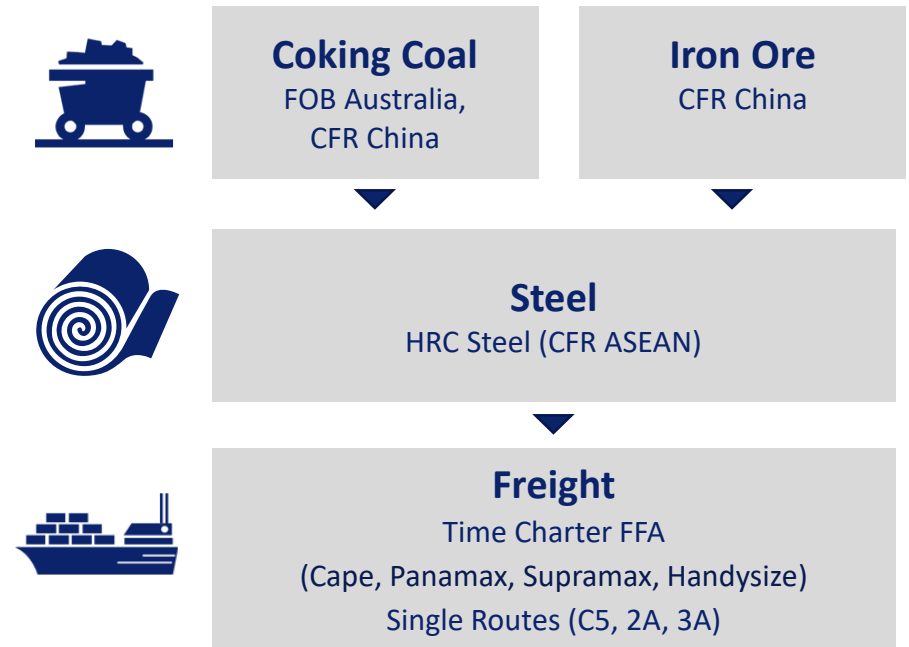 Coking Coal
FOB Australia,
CFR China
Iron Ore
CFR China
Steel
HRC Steel (CFR ASEAN)
Freight
Time Charter FFA
(Cape, Panamax, Supramax, Handysize)
Single Routes (C5, 2A, 3A)